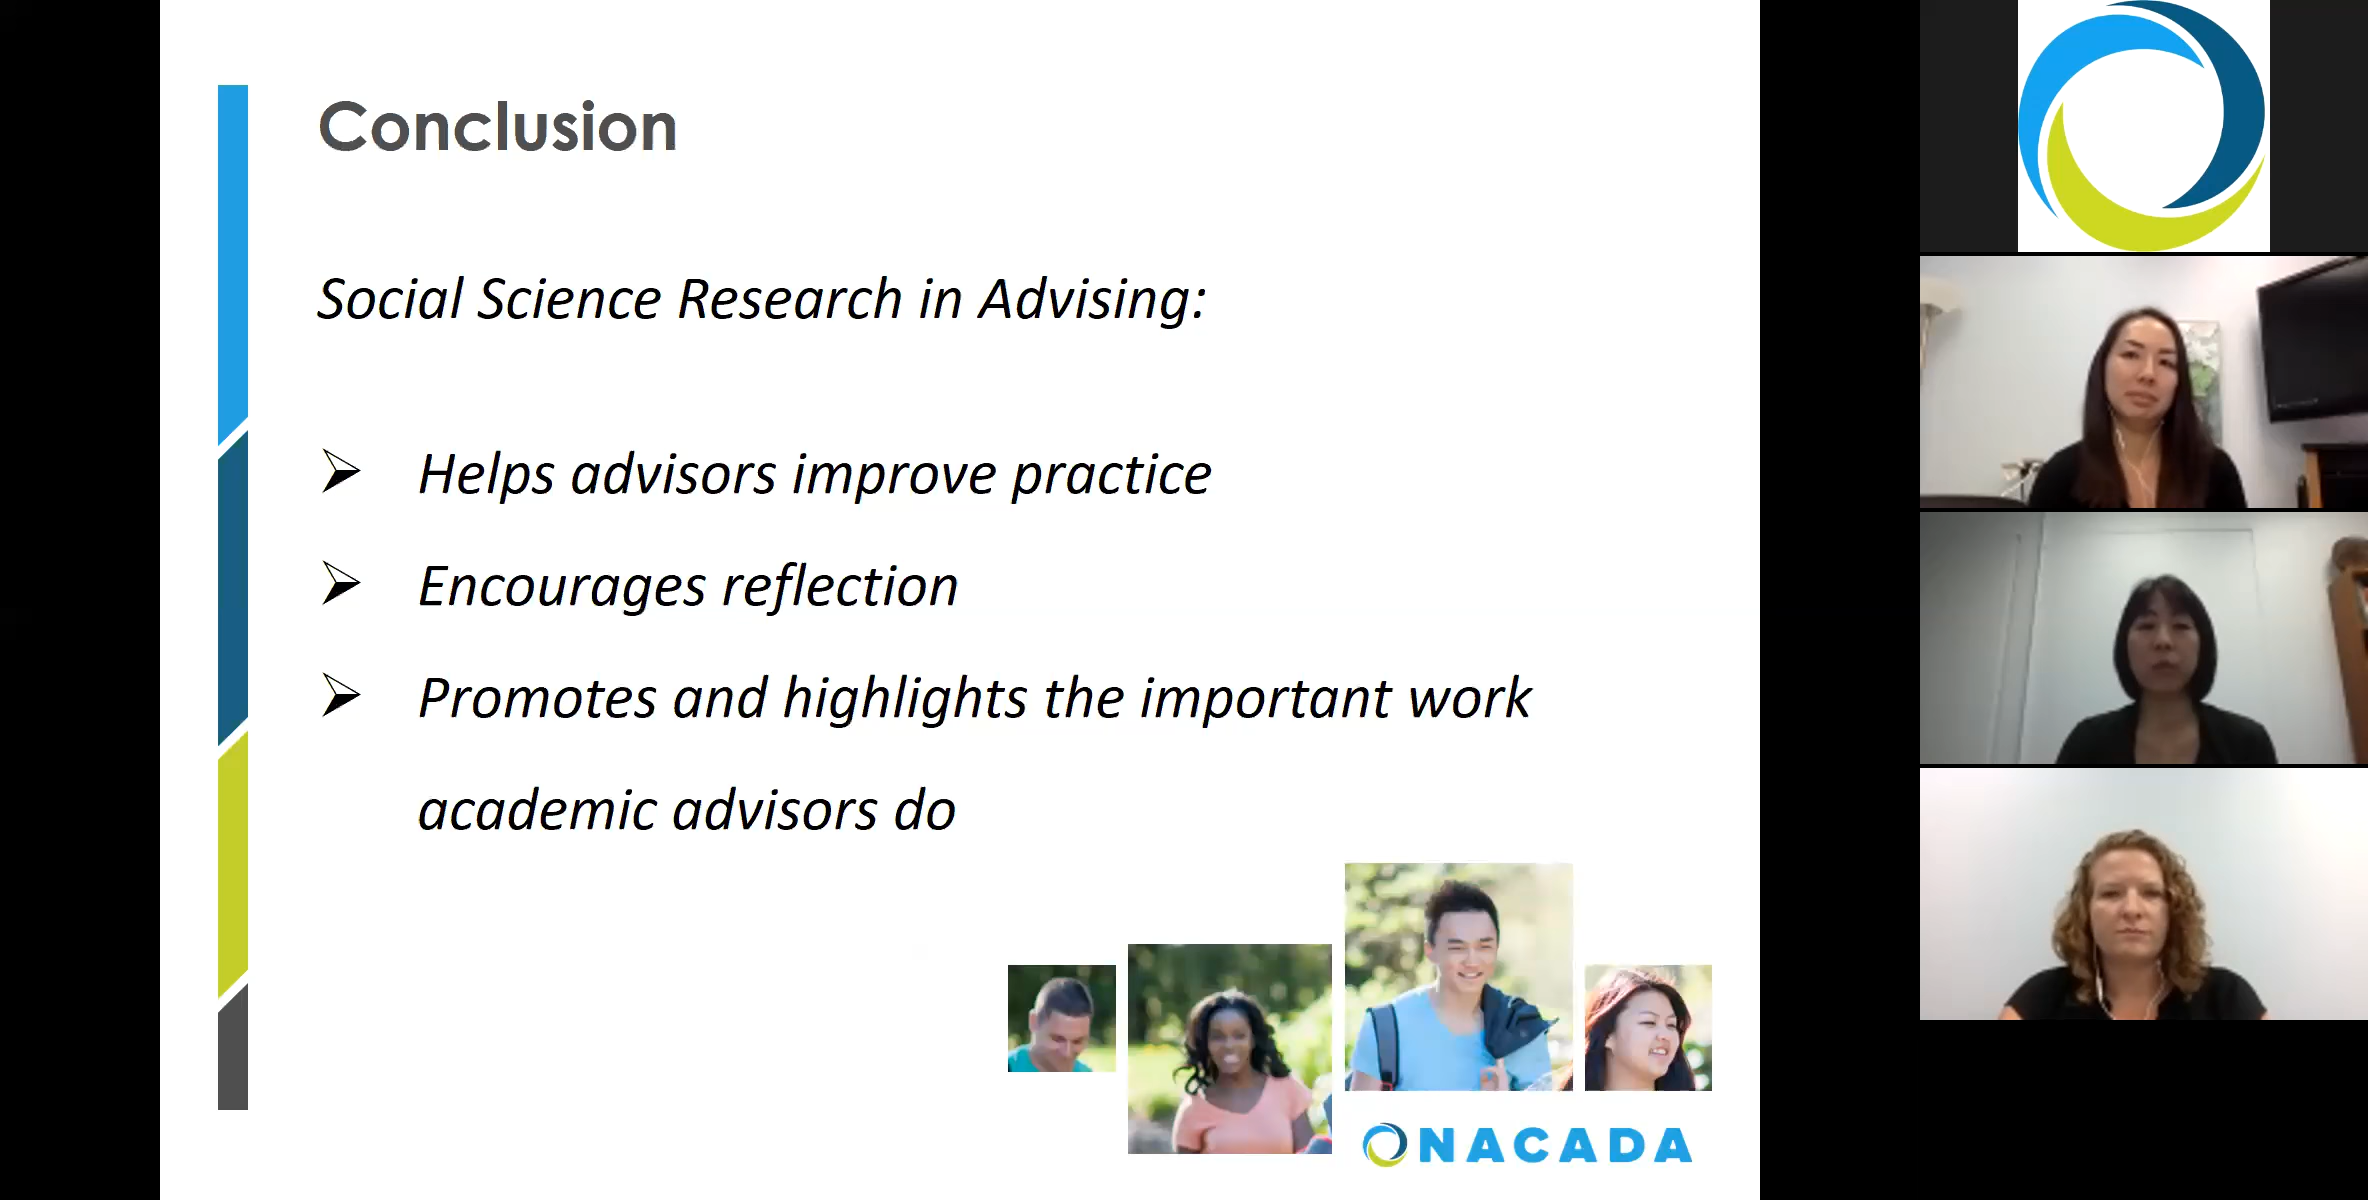 Conclusion
Social Science Research in Advising:
➢ Helps advisors improve practice
➢ Encourages reflection
➢ Promotes and highlights the important work
academic advisors do
NACADA